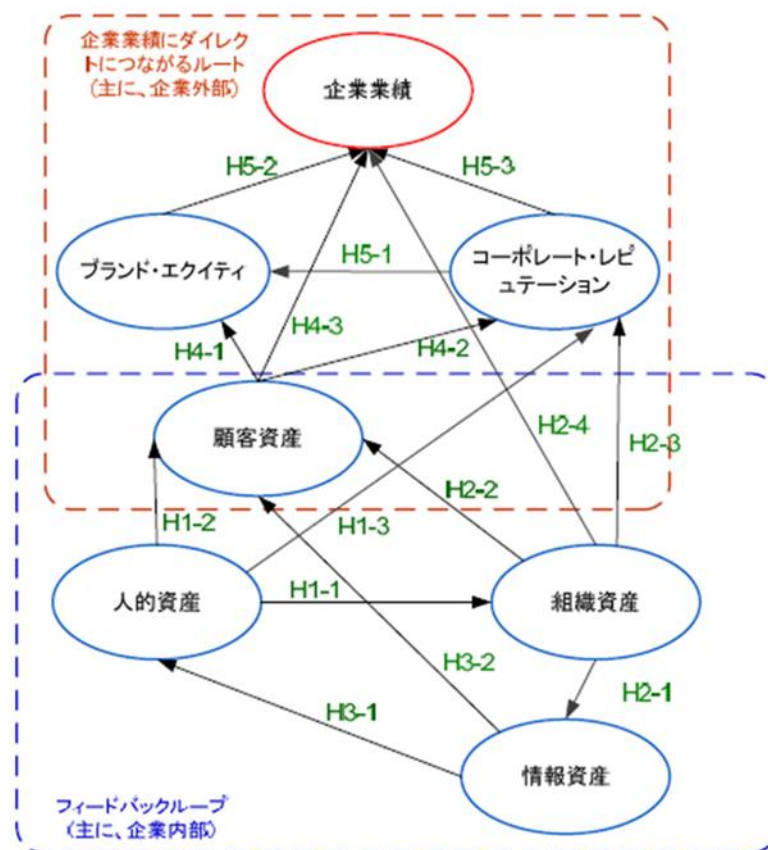 企業業績にダイレク
トにつながるルート
(主に、企業外部)
企業業績
H5-2
H5-3
ブランド・エクイティ
H5-1
コーポレート・レピ
ュテーション
H4-3
H4-1
H4-2
顧客資産
H2-4
H2-3
H2-2
H1-2
H1-3
人的資産
H1-1
組織資産
H3-2
H2-1
H3-1
情報資産
フィードバックループ
(主に、企業内部)